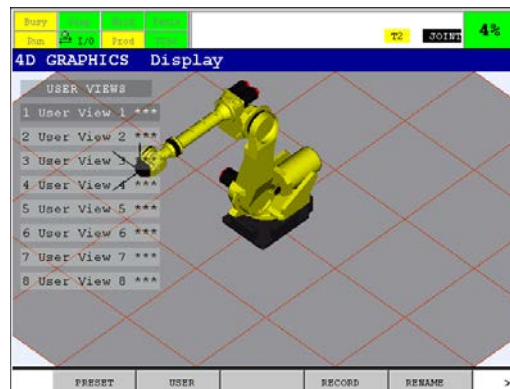 Busy Step Hold Fault
Run I/O Prod TCyc
T2 JOINT 4%
4D GRAPHICS Display
USER VIEWS
1 User View 1 ***
2 User View 2 ***
3 User View 3 ***
4 User View 4 ***
5 User View 5 ***
6 User View 6 ***
7 User View 7 ***
8 User View 8 ***
PRESET USER RECORD RENAME >